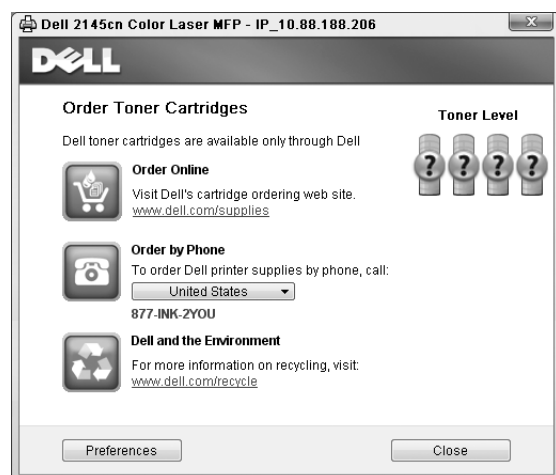 Dell 2145cn Color Laser MFP - IP_10.88.188.206
X
DELL
Order Toner Cartridges
Toner Level
Dell toner cartridges are available only through Dell
? ? ? ?
Order Online
Visit Dell's cartridge ordering web site.
www.dell.com/supplies
Order by Phone
To order Dell printer supplies by phone, call:
United States
877-INK-2YOU
Dell and the Environment
For more information on recycling, visit:
www.dell.com/recycle
Preferences
Close